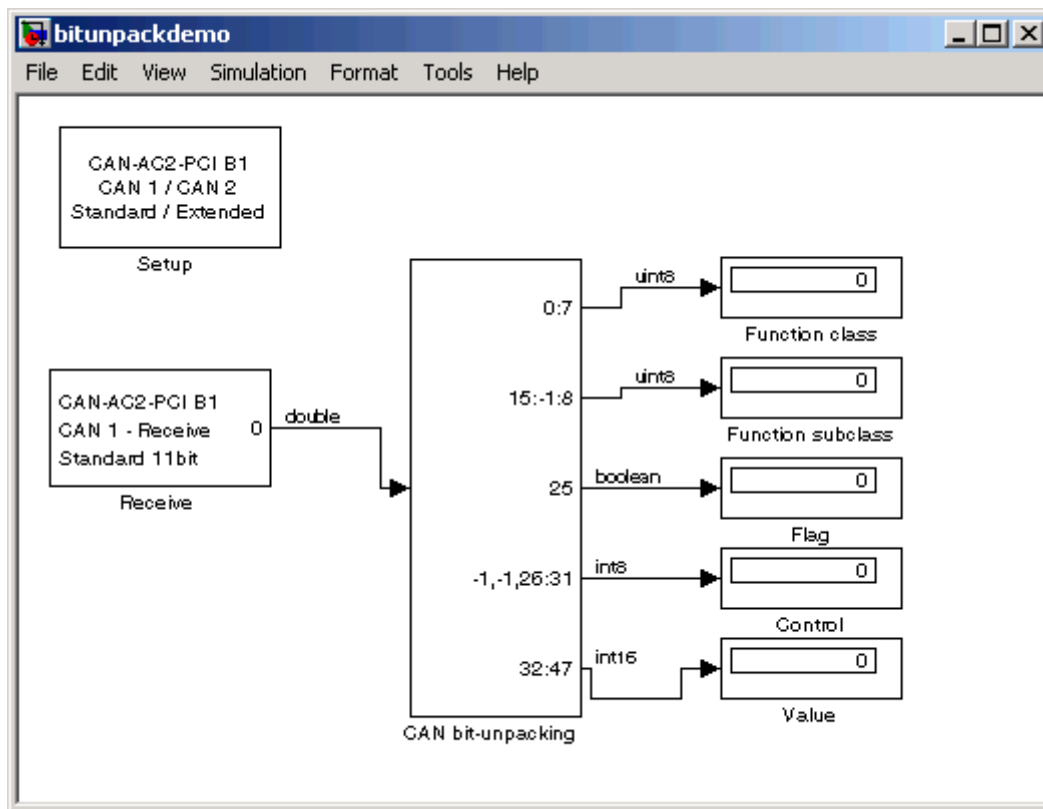 bitunpackdemo
File Edit View Simulation Format Tools Help
CAN-AC2-PCI B1
CAN 1 / CAN 2
Standard / Extended
Setup
CAN-AC2-PCI B1
CAN 1 - Receive
Standard 11bit
0
Receive
double
0:7
15:-1:8
25
-1,-1,26:31
32:47
CAN bit-unpacking
uint8
0
Function class
uint8
0
Function subclass
boolean
0
Flag
int8
0
Control
int16
0
Value